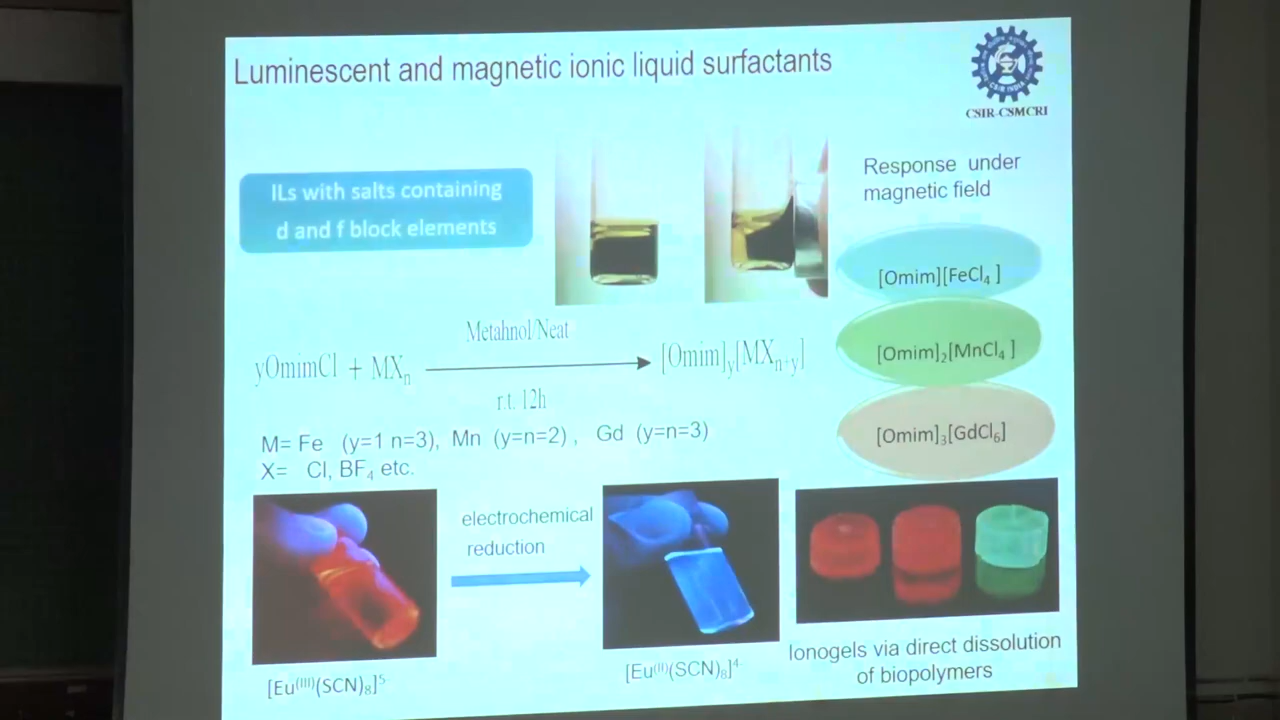 Luminescent and magnetic ionic liquid surfactants
CSIR-CSMCRI
ILs with salts containing
d and f block elements
Response under
magnetic field
[Omim][FeCl₄ ]
[Omim]₂[MnCl₄ ]
[Omim]₃[GdCl₆]
Metahnol/Neat
yOmimCl + MXₙ
[Omim]y[MXn+y]
r.t. 12h
M= Fe (y=1 n=3), Mn (y=n=2) , Gd (y=n=3)
X= Cl, BF₄ etc.
electrochemical
reduction
[Eu⁽ᴵᴵᴵ⁾(SCN)₈]⁵
[Eu⁽ᴵᴵ⁾(SCN)₈]⁴⁻
Ionogels via direct dissolution
of biopolymers